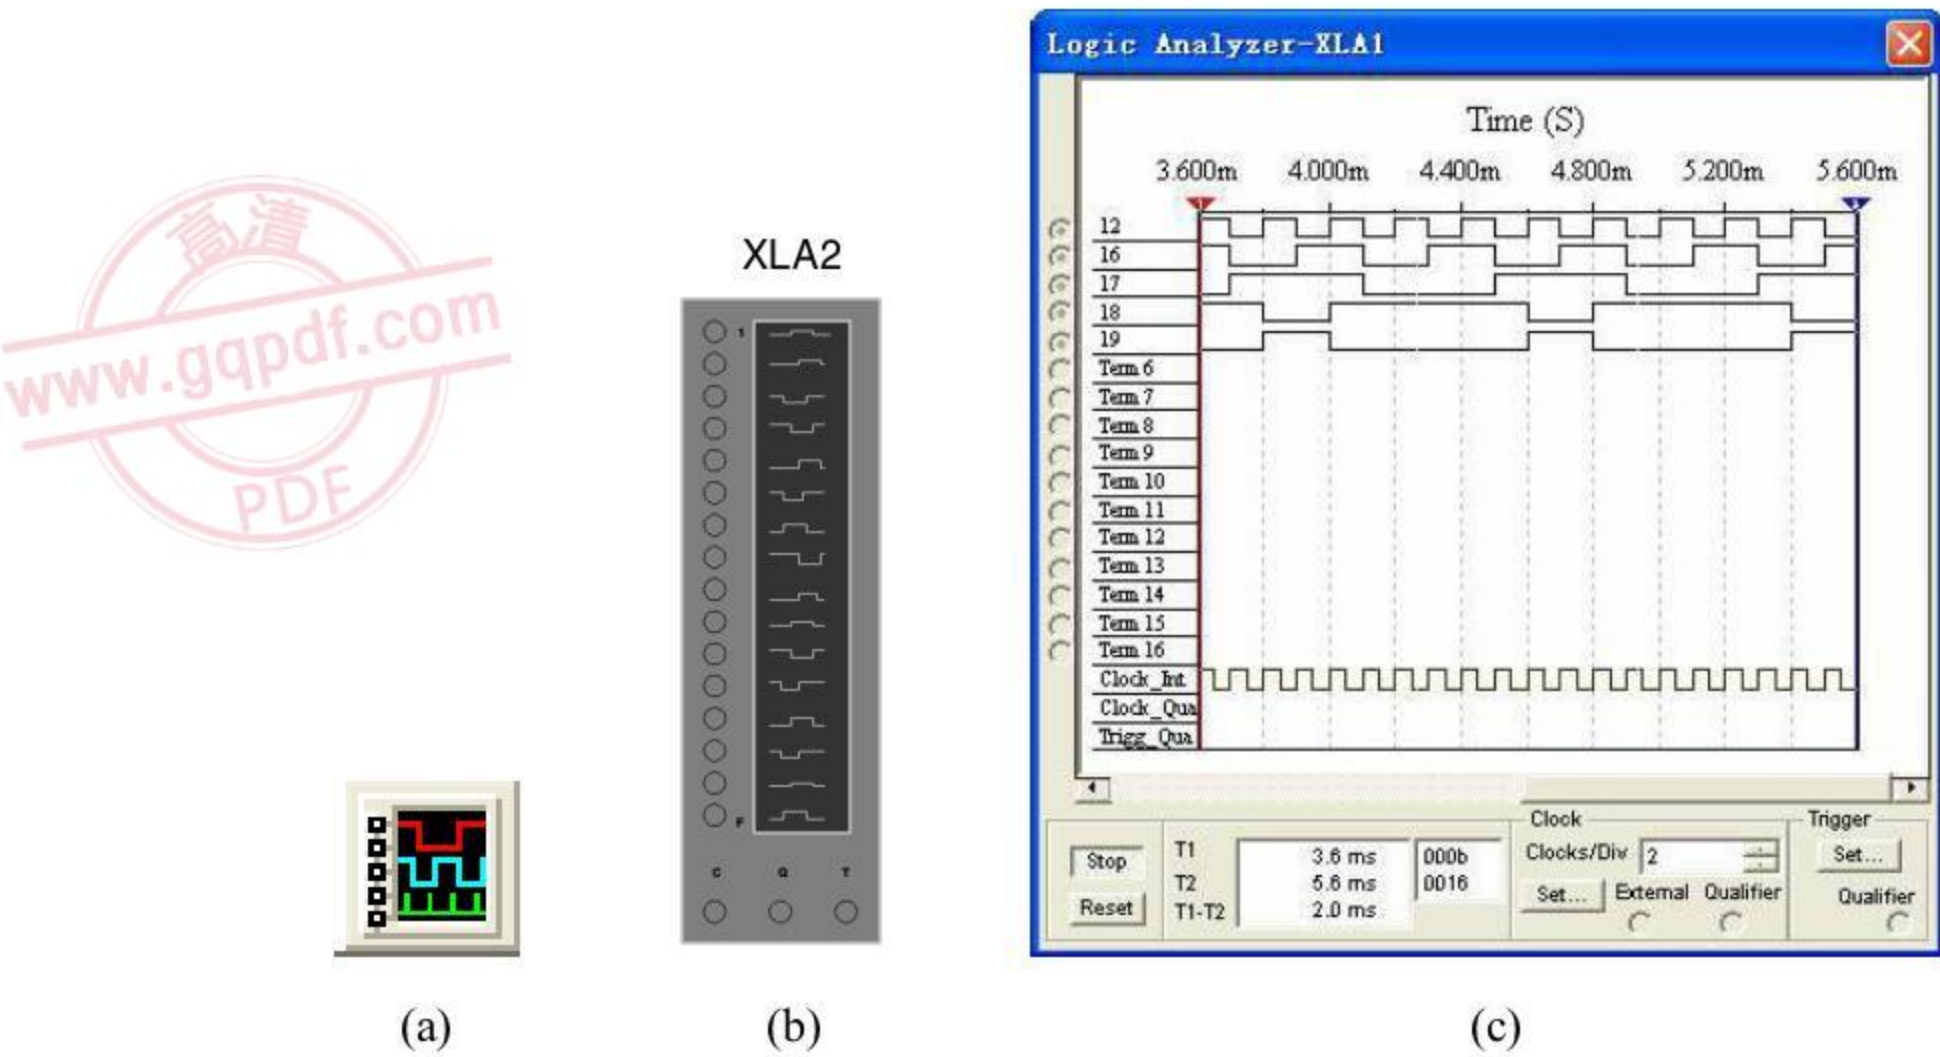 高清
www.gqpdf.com
PDF
XLA2
1
F
C Q T
Logic Analyzer-XLA1
Time (S)
3.600m 4.000m 4.400m 4.800m 5.200m 5.600m
12
16
17
18
19
Term 6
Term 7
Term 8
Term 9
Term 10
Term 11
Term 12
Term 13
Term 14
Term 15
Term 16
Clock_Int
Clock_Qua
Trigg_Qua
Stop
Reset
T1 3.6 ms 000b
T2 5.6 ms 0016
T1-T2 2.0 ms
Clock
Clocks/Div 2
Set... External Qualifier
Trigger
Set...
Qualifier
(a) (b) (c)